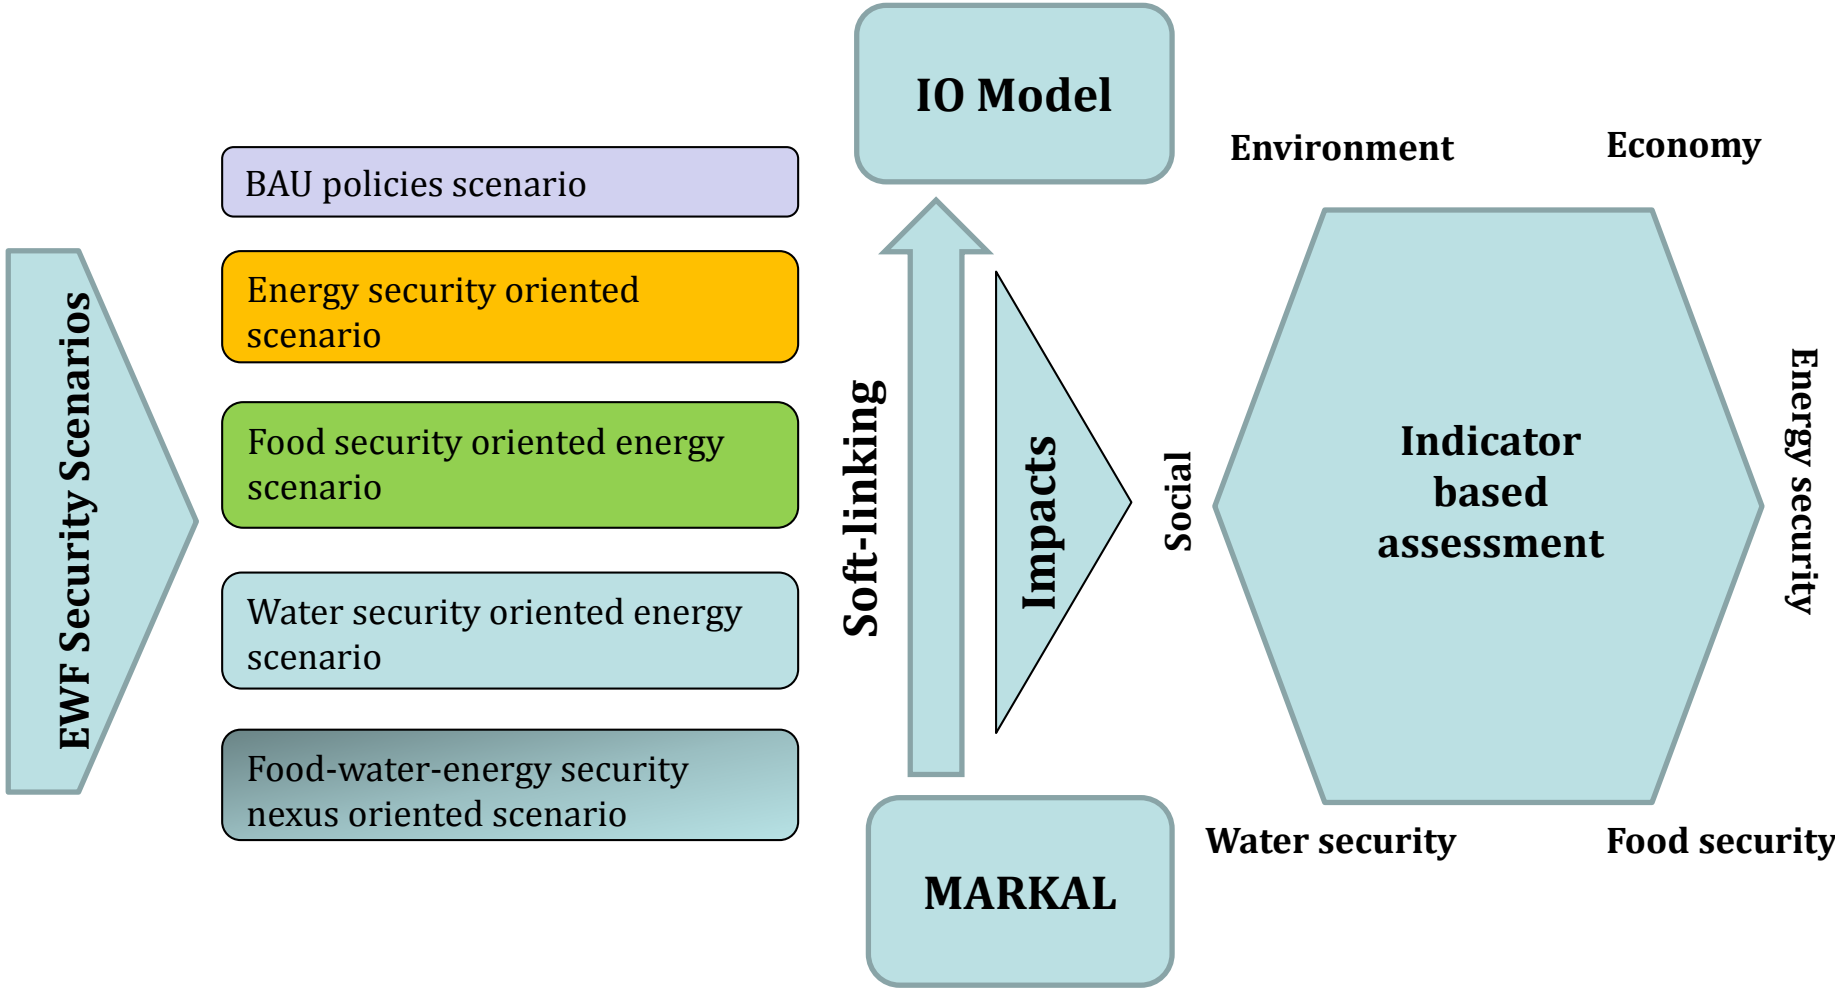 EWF Security Scenarios
BAU policies scenario
Energy security oriented
scenario
Food security oriented energy
scenario
Water security oriented energy
scenario
Food-water-energy security
nexus oriented scenario
IO Model
Soft-linking
Impacts
MARKAL
Environment
Economy
Social
Indicator
based
assessment
Energy security
Water security
Food security